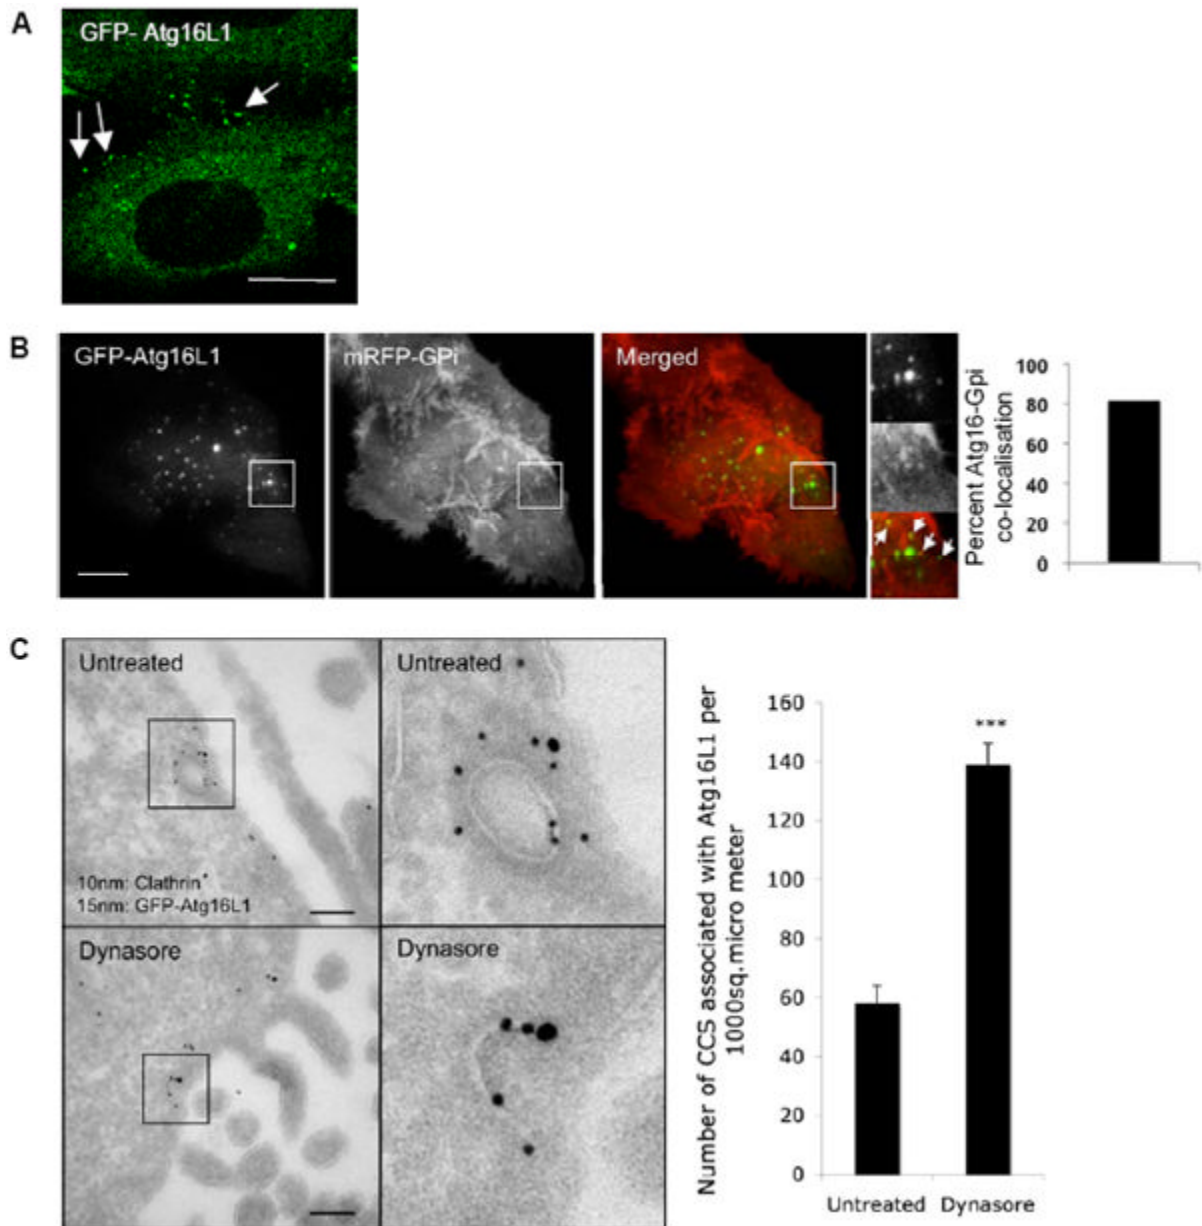 A
GFP- Atg16L1
B
GFP-Atg16L1
mRFP-GPi
Merged
Percent Atg16-Gpi
co-localisation
100
80
60
40
20
0
C
Untreated
10nm: Clathrin
15nm: GFP-Atg16L1
Untreated
Dynasore
Dynasore
Number of CCS associated with Atg16L1 per
1000sq.micro meter
160
140
120
100
80
60
40
20
0
***
Untreated
Dynasore